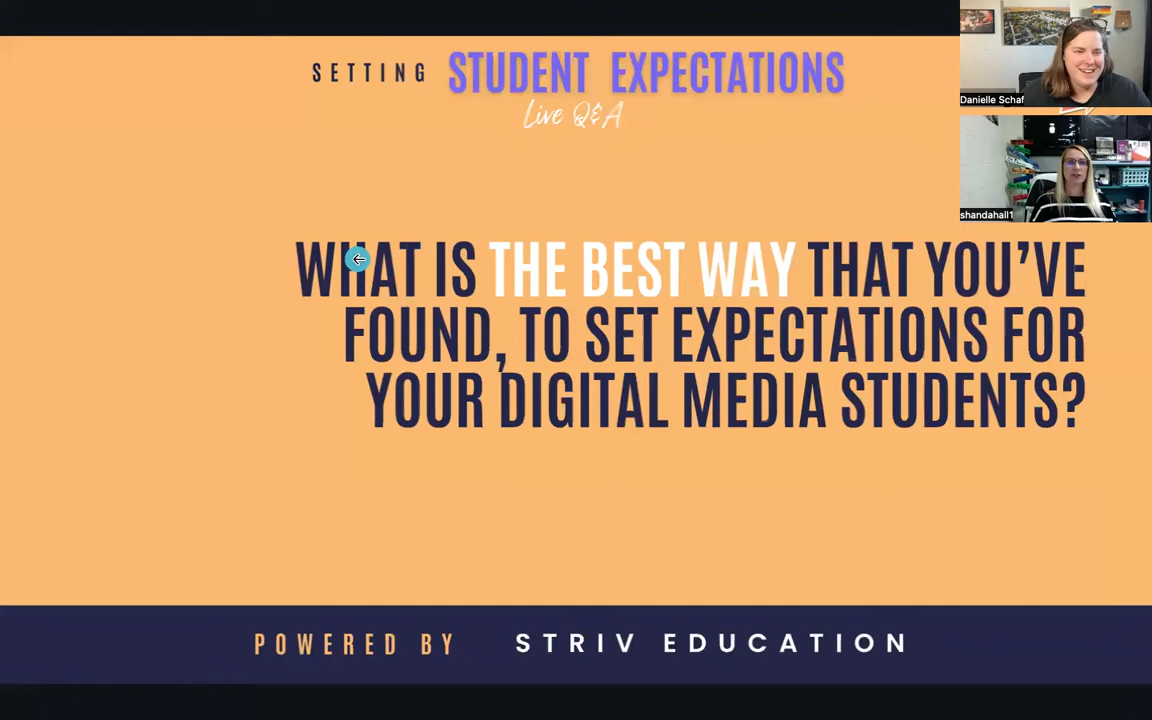 SETTING STUDENT EXPECTATIONS
Live Q&A
Danielle Schaf
shandahall1
WHAT IS THE BEST WAY THAT YOU'VE
FOUND, TO SET EXPECTATIONS FOR
YOUR DIGITAL MEDIA STUDENTS?
POWERED BY STRIV EDUCATION